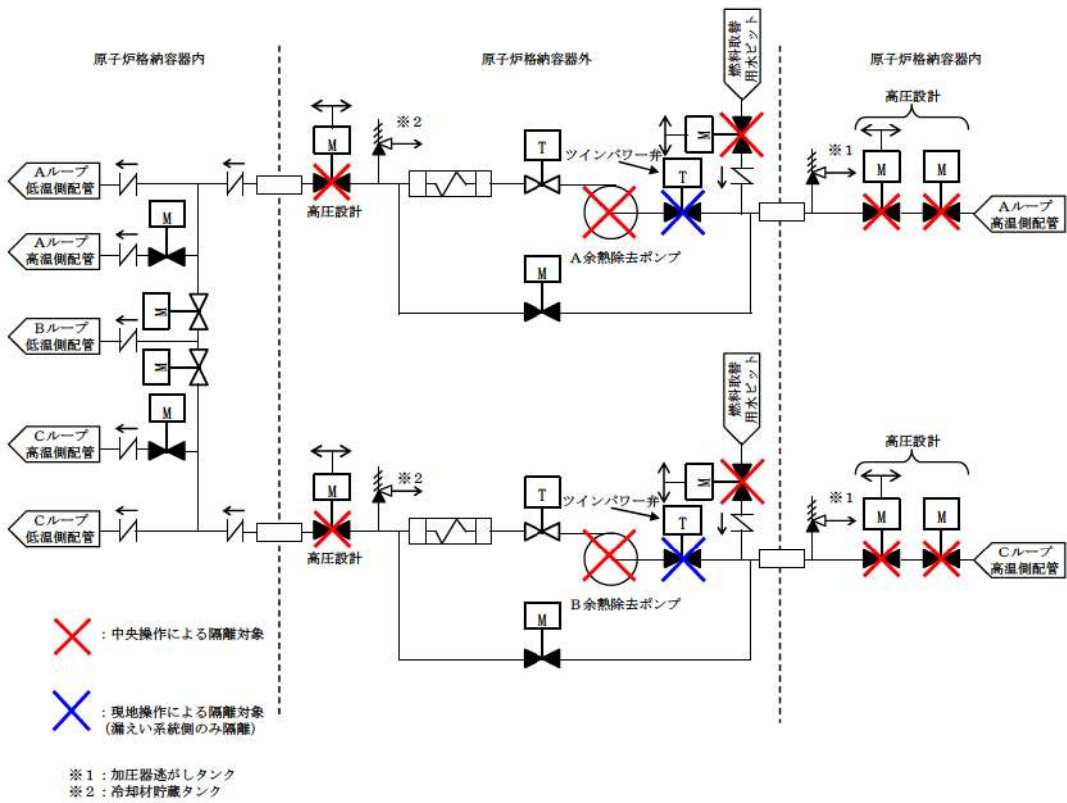 原子炉格納容器内
原子炉格納容器外
原子炉格納容器内
燃料取替
用水ピット
高圧設計
※2
※1
M
T
M
ツインパワー弁
T
M
M
Aループ
低温側配管
高圧設計
M
Aループ
高温側配管
Aループ
高温側配管
A余熱除去ポンプ
M
M
Bループ
低温側配管
M
燃料取替
用水ピット
M
Cループ
高温側配管
高圧設計
※2
※1
M
T
M
ツインパワー弁
T
M
M
Cループ
低温側配管
高圧設計
Cループ
高温側配管
B余熱除去ポンプ
M
:中央操作による隔離対象
:現地操作による隔離対象
(漏えい系統側のみ隔離)
※1:加圧器逃がしタンク
※2:冷却材貯蔵タンク